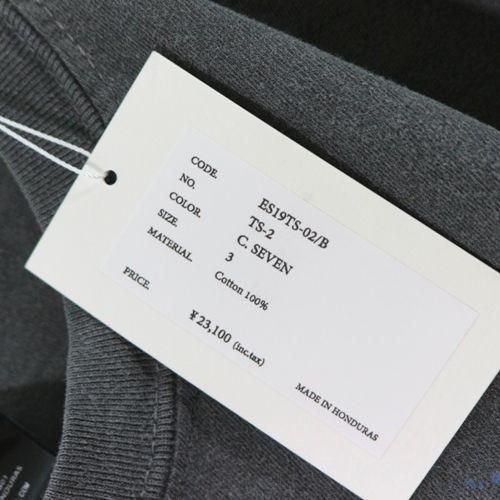 CODE. ES19TS-02/B
NO. TS-2
COLOR. C. SEVEN
SIZE. 3
MATERIAL. Cotton 100%
PRICE. ¥23,100 (inc.tax)
MADE IN HONDURAS